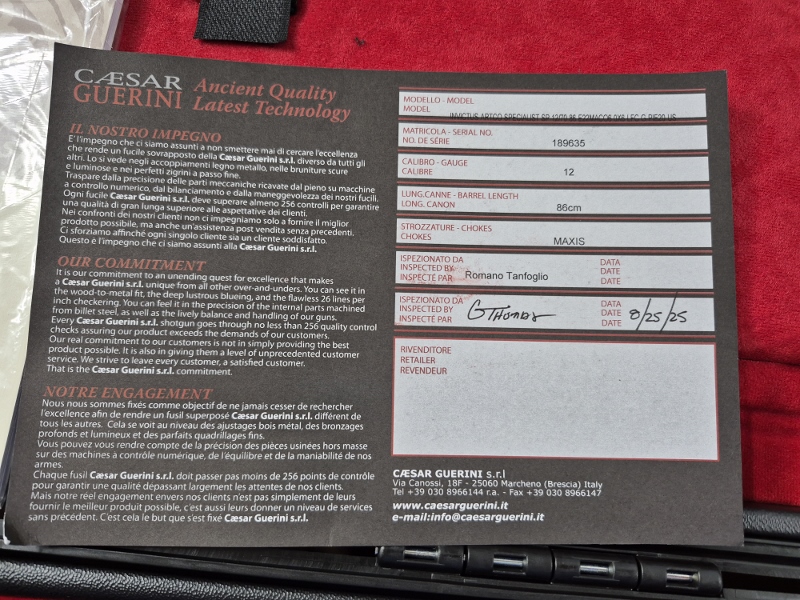 CÆSAR
GUERINI
Ancient Quality
Latest Technology
IL NOSTRO IMPEGNO
E' l'impegno che ci siamo assunti a non smettere mai di cercare l'eccellenza
che rende un fucile sovrapposto della Cæsar Guerini s.r.l. diverso da tutti gli
altri. Lo si vede negli accoppiamenti legno metallo, nelle bruniture scure
e luminose e nei perfetti zigrini a passo fine.
Traspare dalla precisione delle parti meccaniche ricavate dal pieno su macchine
a controllo numerico, dal bilanciamento e dalla maneggevolezza dei nostri fucili.
Ogni fucile Cæsar Guerini s.r.l. deve superare almeno 256 controlli per garantire
una qualità di gran lunga superiore alle aspettative dei clienti.
Nei confronti dei nostri clienti non ci impegniamo solo a fornire il miglior
prodotto possibile, ma anche un'assistenza post vendita senza precedenti.
Ci sforziamo affinchè ogni singolo cliente sia un cliente soddisfatto.
Questo e l'impegno che ci siamo assunti alla Cæsar Guerini s.r.l.
OUR COMMITMENT
It is our commitment to an unending quest for excellence that makes
a Cæsar Guerini s.r.l. unique from all other over-and-unders. You can see it in
the wood-to-metal fit, the deep lustrous blueing, and the flawless 26 lines per
inch checkering. You can feel it in the precision of the internal parts machined
from billet steel, as well as the lively balance and handling of our guns.
Every Cæsar Guerini s.r.l. shotgun goes through no less than 256 quality control
checks assuring our product exceeds the demands of our customers.
Our real commitment to our customers is not in simply providing the best
product possible. It is also in giving them a level of unprecedented customer
service. We strive to leave every customer, a satisfied customer.
That is the Cæsar Guerini s.r.l. commitment.
NOTRE ENGAGEMENT
Nous nous sommes fixés comme objectif de ne jamais cesser de rechercher
l'excellence afin de rendre un fusil superposé Cæsar Guerini s.r.l. différent de
tous les autres. Cela se voit au niveau des ajustages bois métal, des bronzages
profonds et lumineux et des parfaits quadrillages fins.
Vous pouvez vous rendre compte de la précision des pièces usinées hors masse
sur des machines à contrôle numérique, de l'équilibre et de la maniabilité de nos
armes.
Chaque fusil Cæsar Guerini s.r.l. doit passer pas moins de 256 points de contrôle
pour garantir une qualité dépassant largement les attentes de nos clients.
Mais notre réel engagement envers nos clients n'est pas simplement de leurs
fournir le meilleur produit possible, c'est aussi leurs donner un niveau de services
sans précédent. C'est cela le but que s'est fixé Cæsar Guerini s.r.l.
MODELLO - MODEL
MODEL
INVICTUS
MATRICOLA - SERIAL NO.
NO. DE SÉRIE
189635
CALIBRO - GAUGE
CALIBRE
12
LUNG.CANNE - BARREL LENGTH
LONG. CANON
86cm
STROZZATURE - CHOKES
CHOKES
MAXIS
ISPEZIONATO DA
INSPECTED BY
INSPECTÉ PAR
Romano Tanfoglio
DATA
DATE
DATE
ISPEZIONATO DA
INSPECTED BY
INSPECTÉ PAR
GThomas
DATA
DATE
DATE
8/25/25
RIVENDITORE
RETAILER
REVENDEUR
CÆSAR GUERINI s.r.l
Via Canossi, 18F - 25060 Marcheno (Brescia) Italy
Tel +39 030 8966144 r.a. - Fax +39 030 8966147
www.caesarguerini.it
e-mail:info@caesarguerini.it